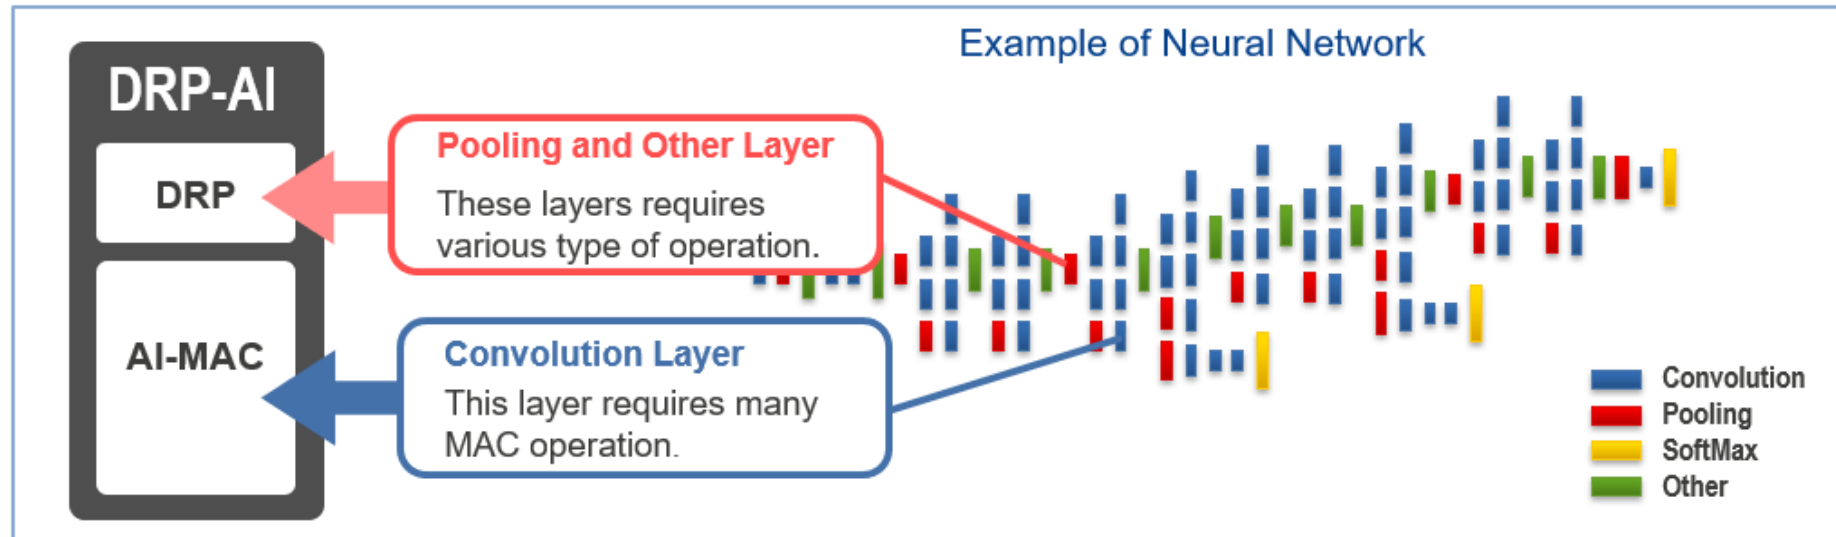 Example of Neural Network
DRP-AI
DRP
AI-MAC
Pooling and Other Layer
These layers requires
various type of operation.
Convolution Layer
This layer requires many
MAC operation.
Convolution
Pooling
SoftMax
Other